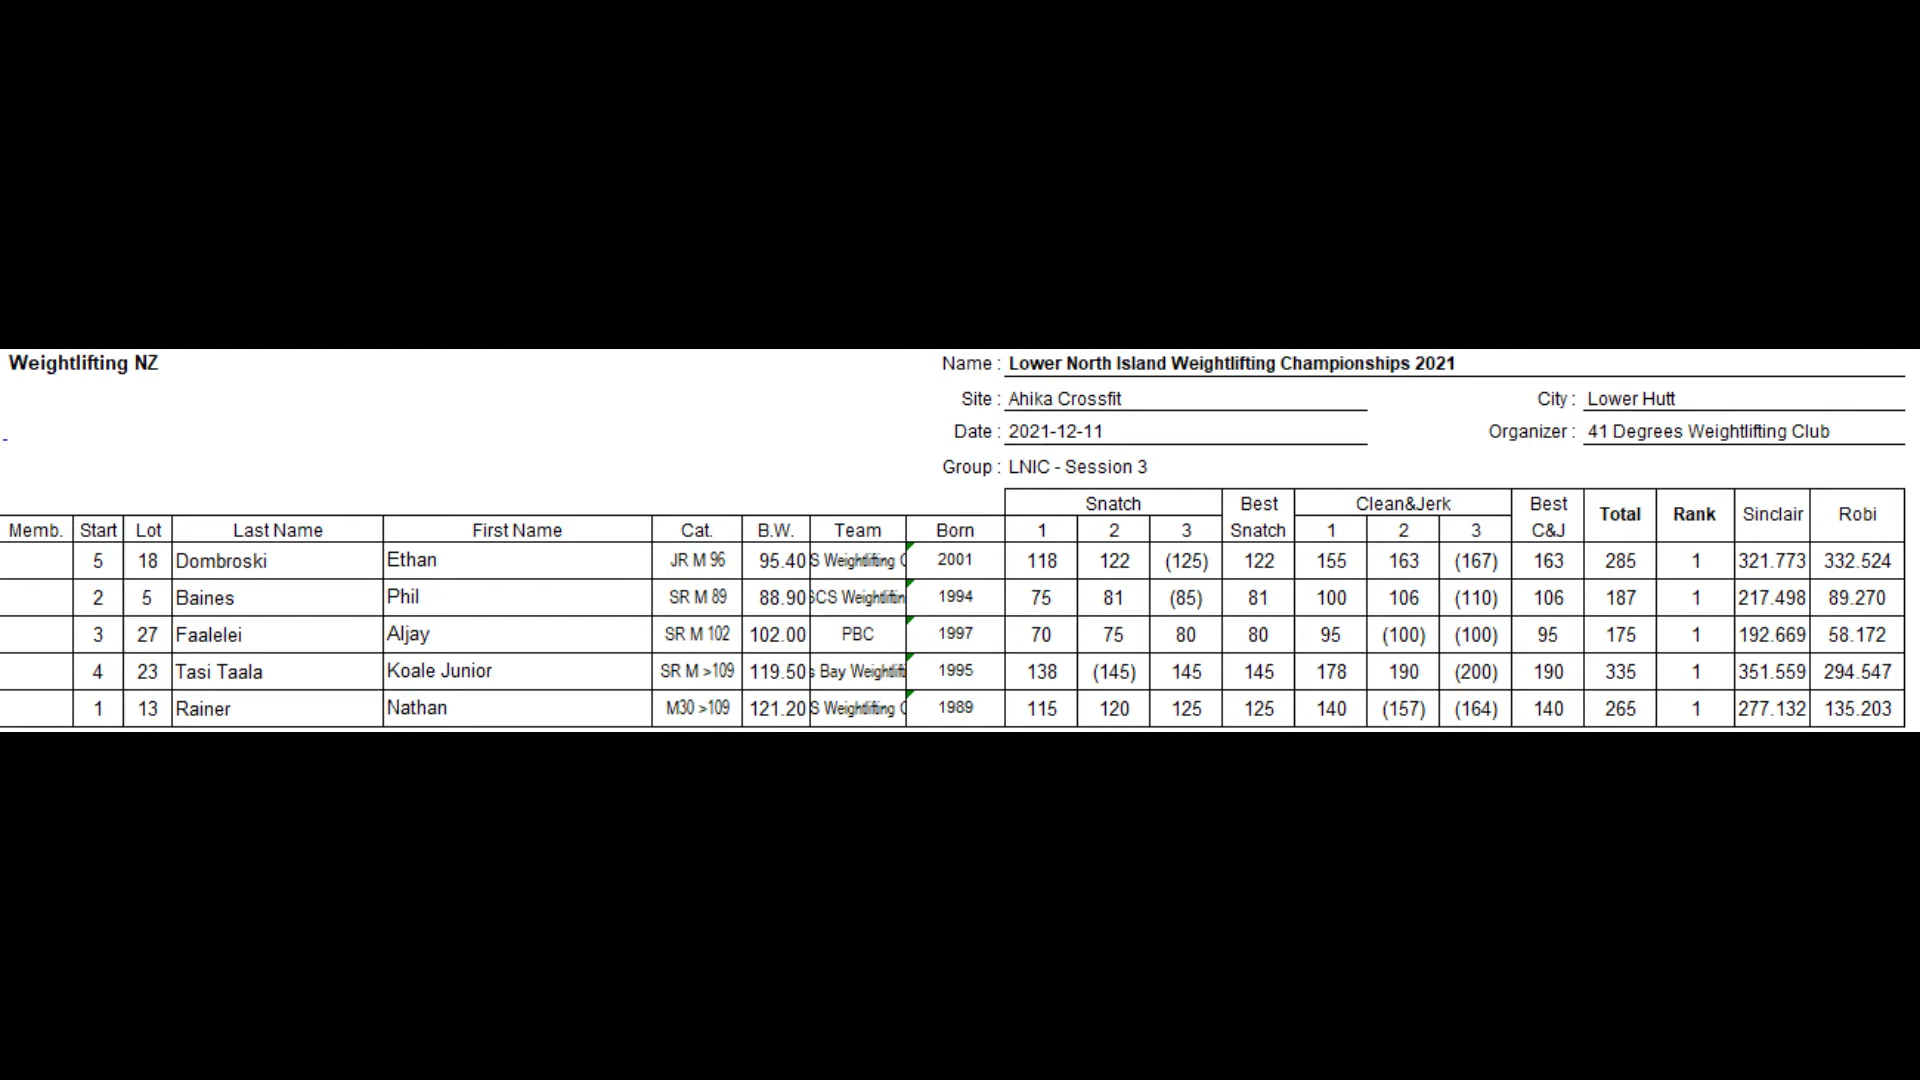 Weightlifting NZ
Name : Lower North Island Weightlifting Championships 2021
Site : Ahika Crossfit City : Lower Hutt
Date : 2021-12-11 Organizer : 41 Degrees Weightlifting Club
-
Group : LNIC - Session 3
Snatch Best Clean&Jerk Best Total Rank Sinclair Robi
Memb. Start Lot Last Name First Name Cat. B.W. Team Born 1 2 3 Snatch 1 2 3 C&J
5 18 Dombroski Ethan JR M 96 95.40 S Weightlifting 2001 118 122 (125) 122 155 163 (167) 163 285 1 321.773 332.524
2 5 Baines Phil SR M 89 88.90 SCS Weightliftin 1994 75 81 (85) 81 100 106 (110) 106 187 1 217.498 89.270
3 27 Faalelei Aljay SR M 102 102.00 PBC 1997 70 75 80 80 95 (100) (100) 95 175 1 192.669 58.172
4 23 Tasi Taala Koale Junior SR M >109 119.50 s Bay Weightlift 1995 138 (145) 145 145 178 190 (200) 190 335 1 351.559 294.547
1 13 Rainer Nathan M30 >109 121.20 S Weightlifting 1989 115 120 125 125 140 (157) (164) 140 265 1 277.132 135.203